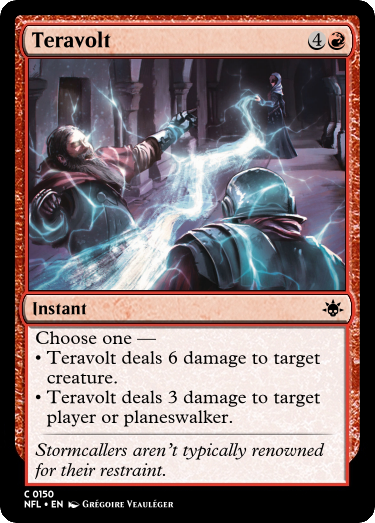 Teravolt 4
Instant
Choose one —
• Teravolt deals 6 damage to target
creature.
• Teravolt deals 3 damage to target
player or planeswalker.
Stormcallers aren't typically renowned
for their restraint.
C 0150
NFL • EN Grégoire Veauléger